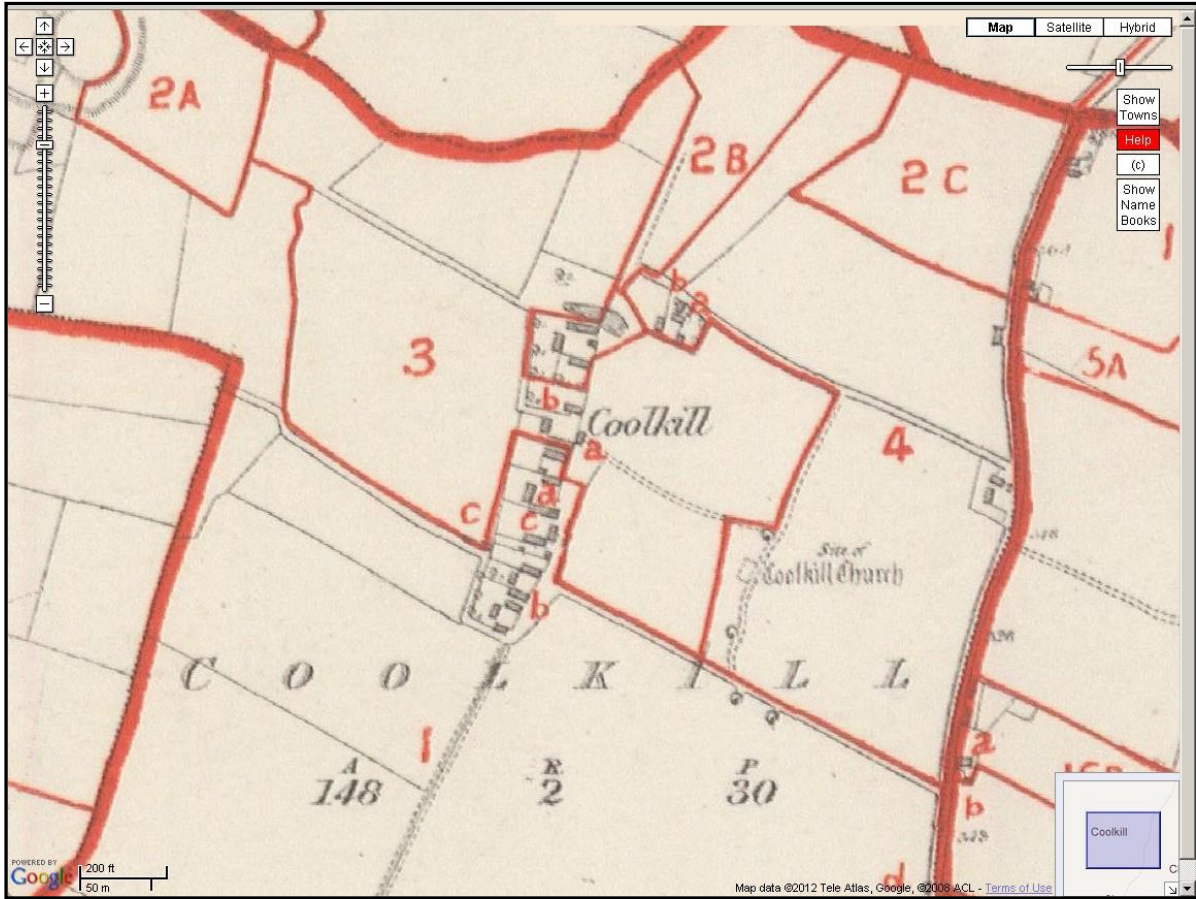 Map Satellite Hybrid
Show
Towns
Help
(c)
Show
Name
Books
2A
2B
2C
b
a
1
3
5A
b
Coolkill
a
4
d
c
c
Site of
Coolkill Church
b
COOLKILL
a
1
A R P
148 2 30
b
d
Coolkill
C
POWERED BY
Google
200 ft
50 m
Map data ©2012 Tele Atlas, Google, ©2008 ACL - Terms of Use